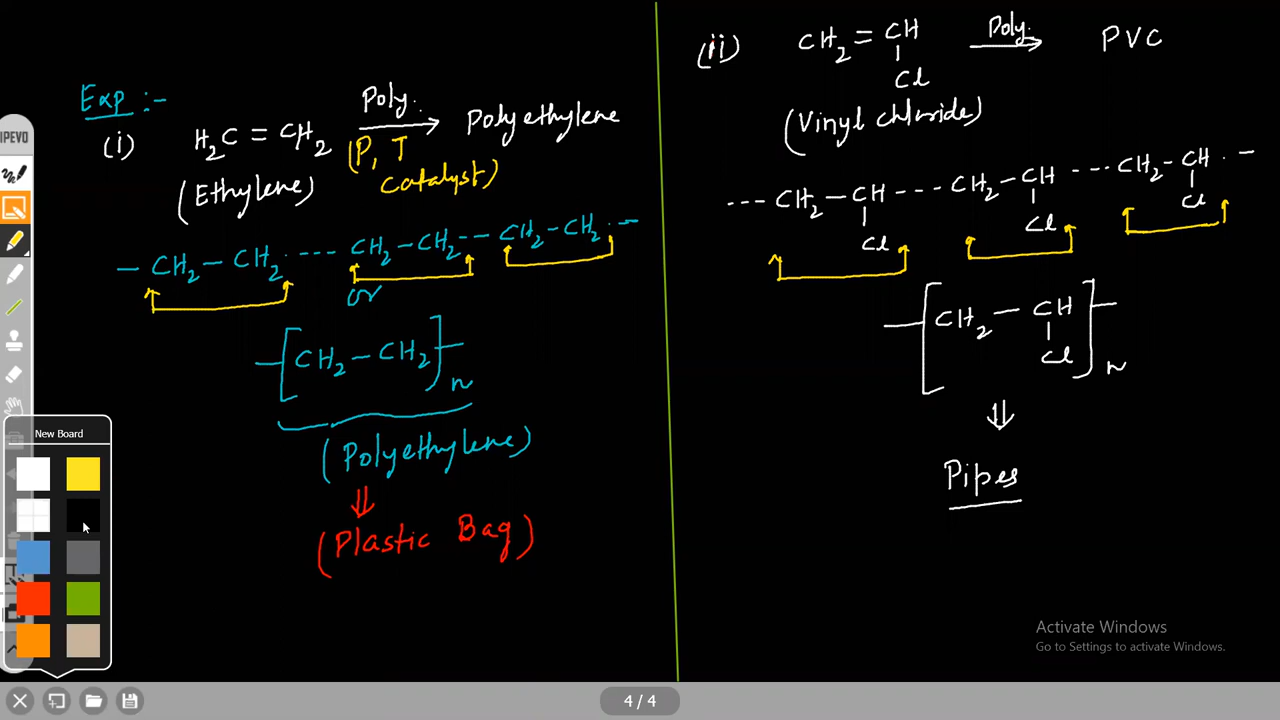 Exp :-
(i) H₂C = CH₂ Poly. Polyethylene
(P, T
Catalyst)
(Ethylene)
— CH₂ — CH₂ ---- CH₂ — CH₂ --- CH₂ — CH₂ ---
or
—[CH₂ — CH₂]—n
(Polyethylene)
⇓
(Plastic Bag)
(ii) CH₂ = CH Poly. PVC
Cl
(Vinyl chloride)
--- CH₂ — CH --- CH₂ — CH --- CH₂ — CH --
Cl Cl Cl
—[CH₂ — CH]—n
Cl
⇓
Pipes
IPEVO
New Board
Activate Windows
Go to Settings to activate Windows.
4 / 4